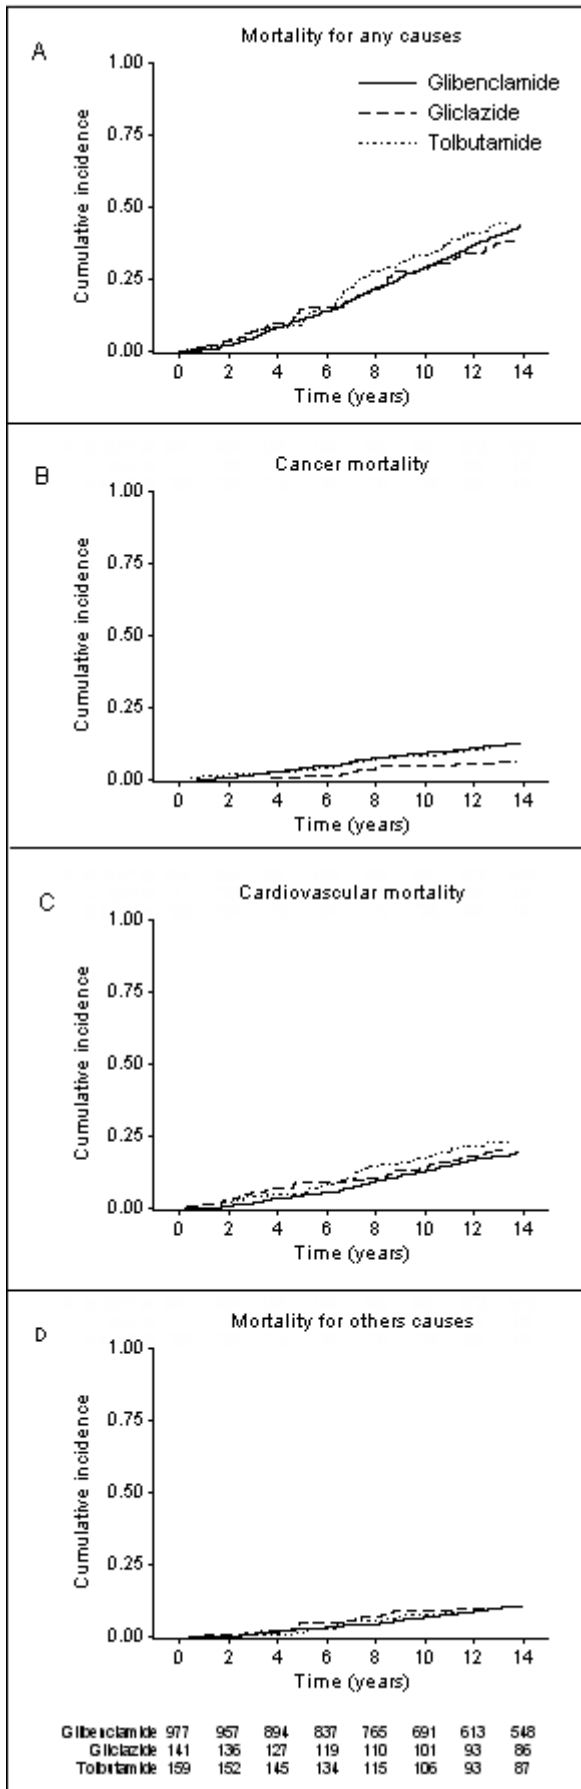 A
Mortality for any causes
1.00
0.75
0.50
0.25
0.00
Cumulative incidence
Glibenclamide
Gliclazide
Tolbutamide
0 2 4 6 8 10 12 14
Time (years)
B
Cancer mortality
1.00
0.75
0.50
0.25
0.00
Cumulative incidence
0 2 4 6 8 10 12 14
Time (years)
C
Cardiovascular mortality
1.00
0.75
0.50
0.25
0.00
Cumulative incidence
0 2 4 6 8 10 12 14
Time (years)
D
Mortality for others causes
1.00
0.75
0.50
0.25
0.00
Cumulative incidence
0 2 4 6 8 10 12 14
Time (years)
Glibenclamide 977 957 894 837 765 691 613 548
Gliclazide 141 136 127 119 110 101 93 86
Tolbutamide 159 152 145 134 115 106 93 87